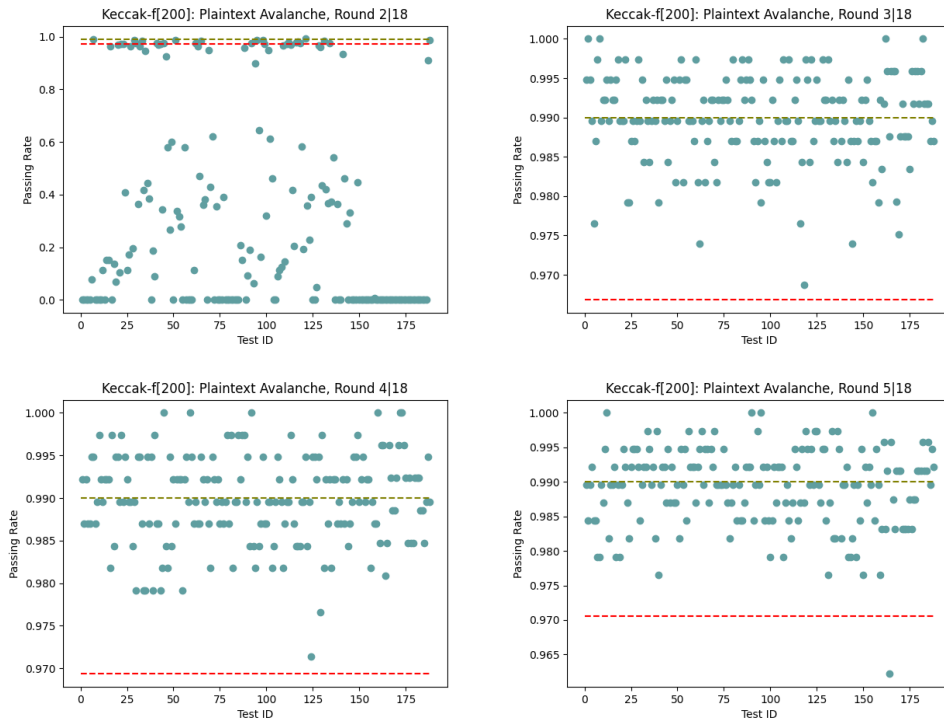 Keccak-f[200]: Plaintext Avalanche, Round 2|18
1.0
0.8
0.6
0.4
0.2
0.0
Passing Rate
0 25 50 75 100 125 150 175
Test ID
Keccak-f[200]: Plaintext Avalanche, Round 3|18
1.000
0.995
0.990
0.985
0.980
0.975
0.970
Passing Rate
0 25 50 75 100 125 150 175
Test ID
Keccak-f[200]: Plaintext Avalanche, Round 4|18
1.000
0.995
0.990
0.985
0.980
0.975
0.970
Passing Rate
0 25 50 75 100 125 150 175
Test ID
Keccak-f[200]: Plaintext Avalanche, Round 5|18
1.000
0.995
0.990
0.985
0.980
0.975
0.970
0.965
Passing Rate
0 25 50 75 100 125 150 175
Test ID